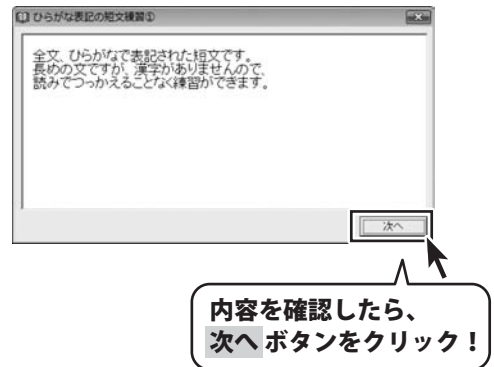 ひらがな表記の短文練習①
全文、ひらがなで表記された短文です。
長めの文ですが、漢字がありませんので、
読みでつっかえることなく練習ができます。
次へ
内容を確認したら、
次へ ボタンをクリック！